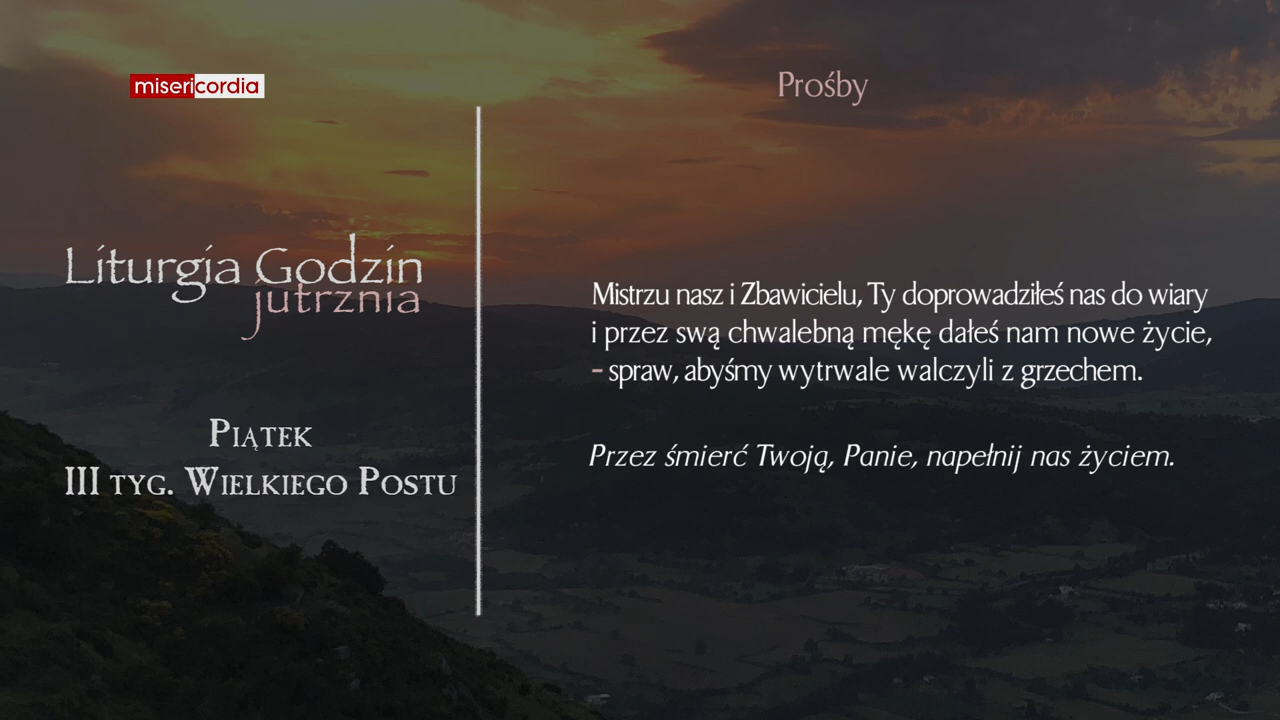 misericordia
Liturgia Godzin
jutrznia
Piątek
III tyg. Wielkiego Postu
Prośby
Mistrzu nasz i Zbawicielu, Ty doprowadziłeś nas do wiary
i przez swą chwalebną mękę dałeś nam nowe życie,
- spraw, abyśmy wytrwale walczyli z grzechem.
Przez śmierć Twoją, Panie, napełnij nas życiem.